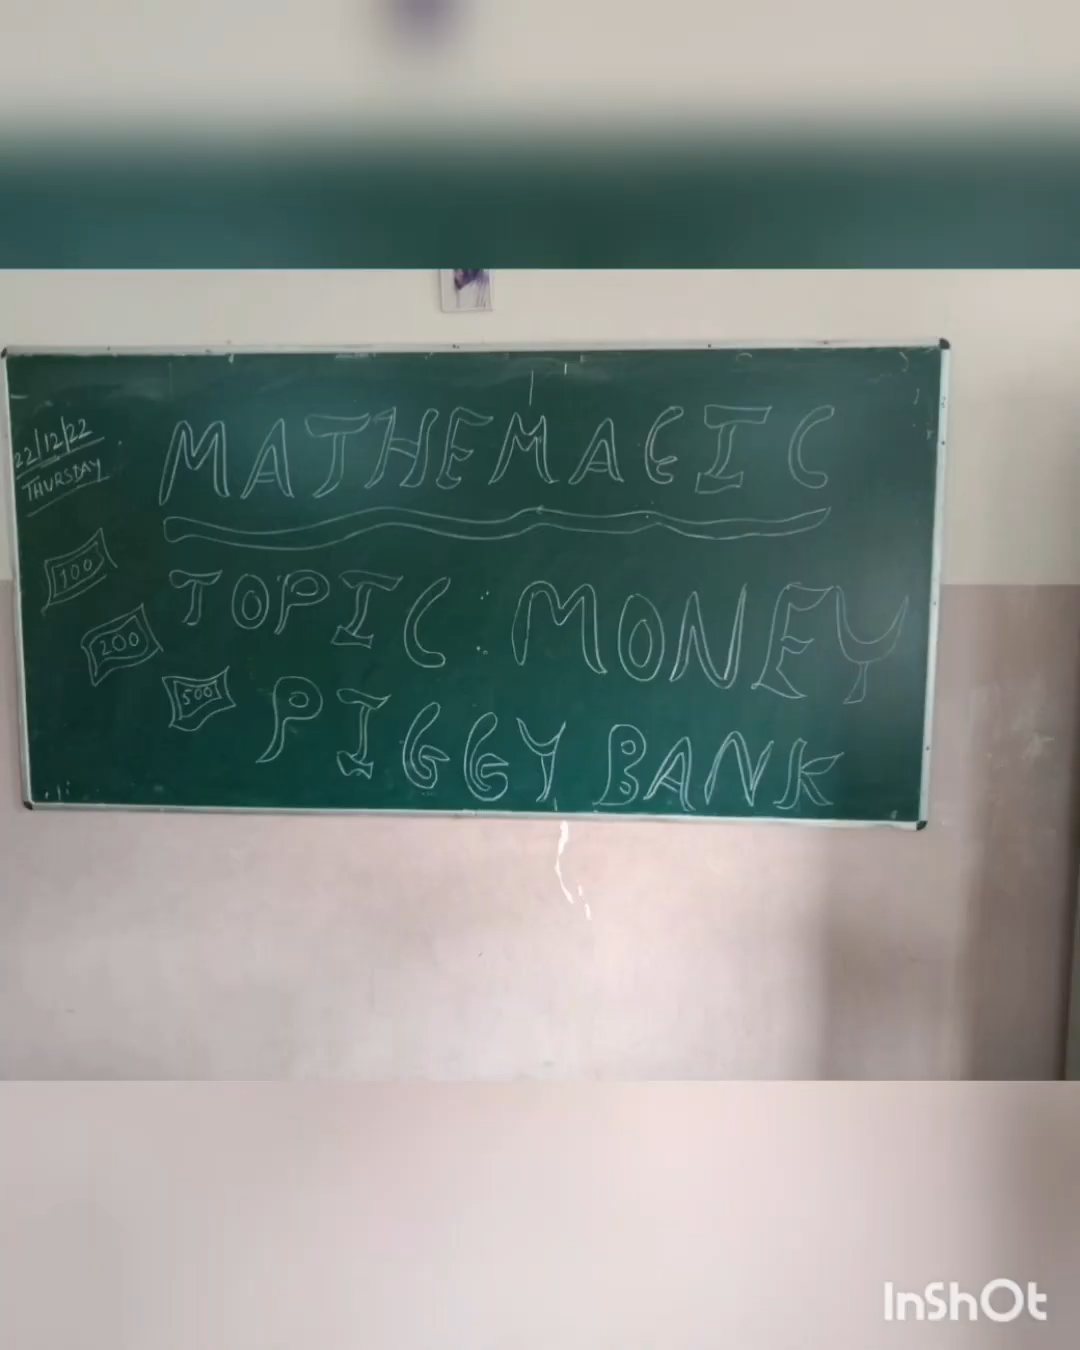 22/12/22
THURSDAY
MATHEMAGIC
TOPIC : MONEY
PIGGY BANK
100
200
500
InShOt